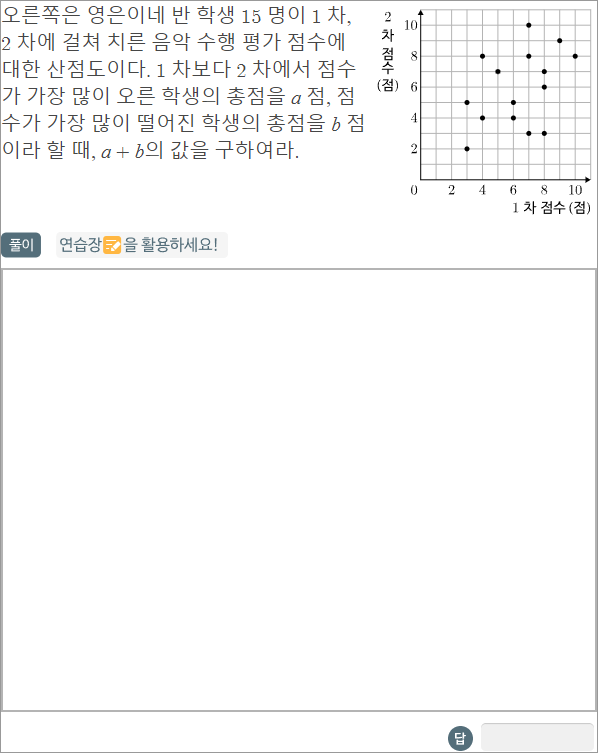 오른쪽은 영은이네 반 학생 15 명이 1 차,
2 차에 걸쳐 치른 음악 수행 평가 점수에
대한 산점도이다. 1 차보다 2 차에서 점수
가 가장 많이 오른 학생의 총점을 a 점, 점
수가 가장 많이 떨어진 학생의 총점을 b 점
이라 할 때, a + b의 값을 구하여라.
2
차
점
수
(점)
10
8
6
4
2
0 2 4 6 8 10
1 차 점수 (점)
풀이 연습장을 활용하세요!
답